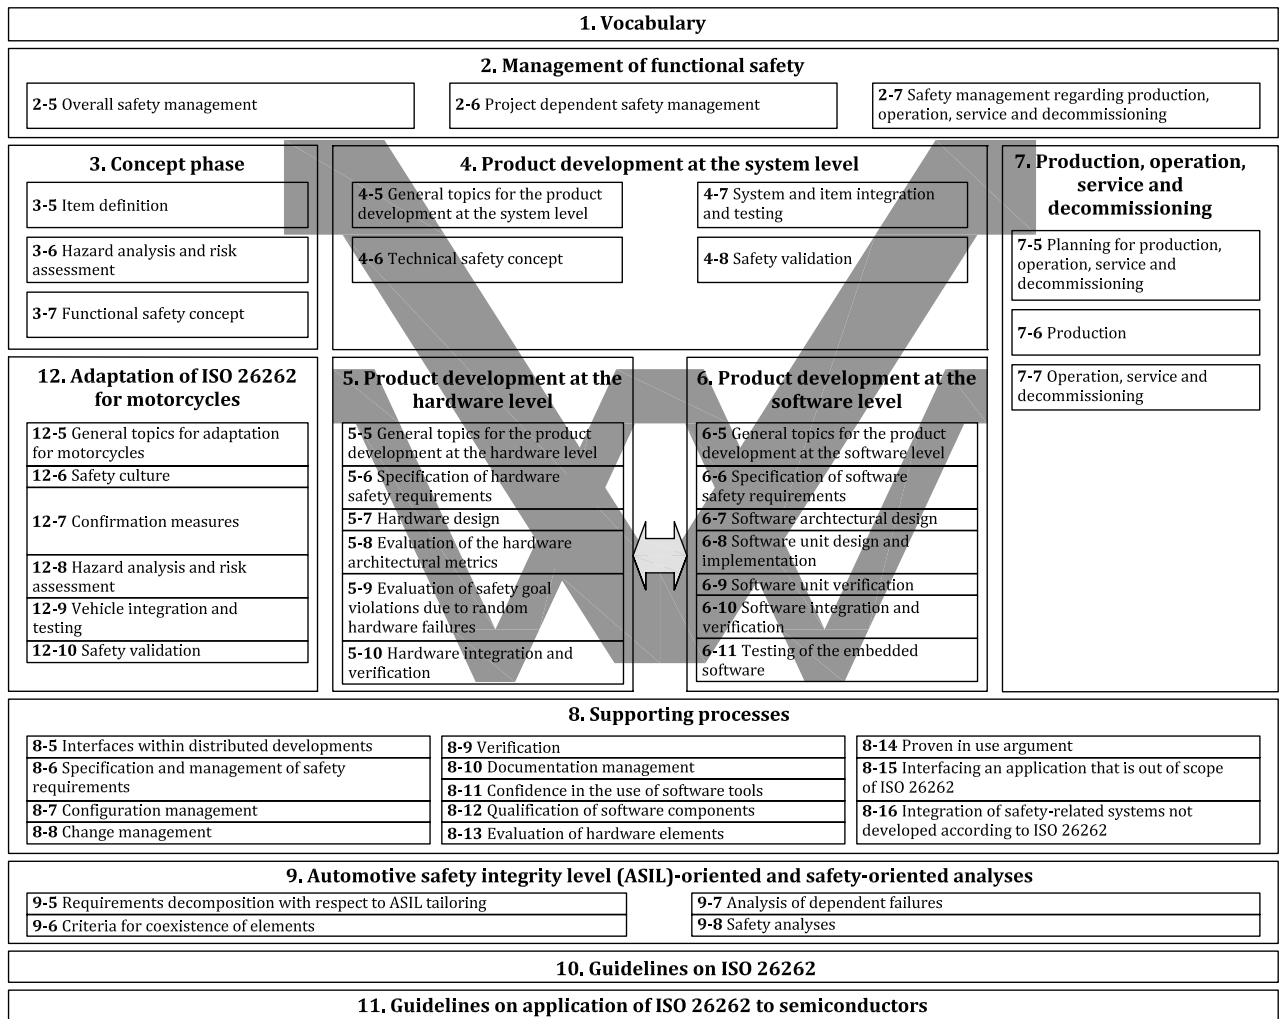 1. Vocabulary
2. Management of functional safety
2-5 Overall safety management
2-6 Project dependent safety management
2-7 Safety management regarding production,
operation, service and decommissioning
3. Concept phase
3-5 Item definition
3-6 Hazard analysis and risk
assessment
3-7 Functional safety concept
4. Product development at the system level
4-5 General topics for the product
development at the system level
4-6 Technical safety concept
4-7 System and item integration
and testing
4-8 Safety validation
7. Production, operation,
service and
decommissioning
7-5 Planning for production,
operation, service and
decommissioning
7-6 Production
7-7 Operation, service and
decommissioning
12. Adaptation of ISO 26262
for motorcycles
12-5 General topics for adaptation
for motorcycles
12-6 Safety culture
12-7 Confirmation measures
12-8 Hazard analysis and risk
assessment
12-9 Vehicle integration and
testing
12-10 Safety validation
5. Product development at the
hardware level
5-5 General topics for the product
development at the hardware level
5-6 Specification of hardware
safety requirements
5-7 Hardware design
5-8 Evaluation of the hardware
architectural metrics
5-9 Evaluation of safety goal
violations due to random
hardware failures
5-10 Hardware integration and
verification
6. Product development at the
software level
6-5 General topics for the product
development at the software level
6-6 Specification of software
safety requirements
6-7 Software archtectural design
6-8 Software unit design and
implementation
6-9 Software unit verification
6-10 Software integration and
verification
6-11 Testing of the embedded
software
8. Supporting processes
8-5 Interfaces within distributed developments
8-6 Specification and management of safety
requirements
8-7 Configuration management
8-8 Change management
8-9 Verification
8-10 Documentation management
8-11 Confidence in the use of software tools
8-12 Qualification of software components
8-13 Evaluation of hardware elements
8-14 Proven in use argument
8-15 Interfacing an application that is out of scope
of ISO 26262
8-16 Integration of safety-related systems not
developed according to ISO 26262
9. Automotive safety integrity level (ASIL)-oriented and safety-oriented analyses
9-5 Requirements decomposition with respect to ASIL tailoring
9-6 Criteria for coexistence of elements
9-7 Analysis of dependent failures
9-8 Safety analyses
10. Guidelines on ISO 26262
11. Guidelines on application of ISO 26262 to semiconductors